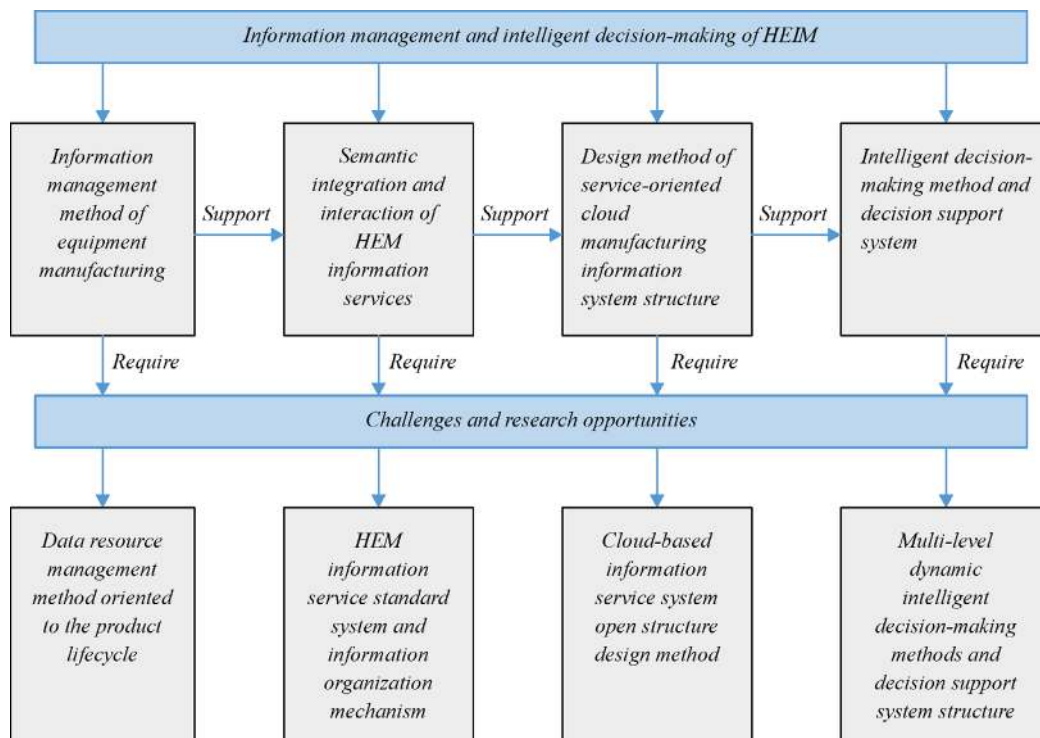 Information management and intelligent decision-making of HEIM
Information
management
method of
equipment
manufacturing
Support
Semantic
integration and
interaction of
HEM
information
services
Support
Design method of
service-oriented
cloud
manufacturing
information
system structure
Support
Intelligent decision-
making method and
decision support
system
Require
Require
Require
Require
Challenges and research opportunities
Data resource
management
method oriented
to the product
lifecycle
HEM
information
service standard
system and
information
organization
mechanism
Cloud-based
information
service system
open structure
design method
Multi-level
dynamic
intelligent
decision-making
methods and
decision support
system structure